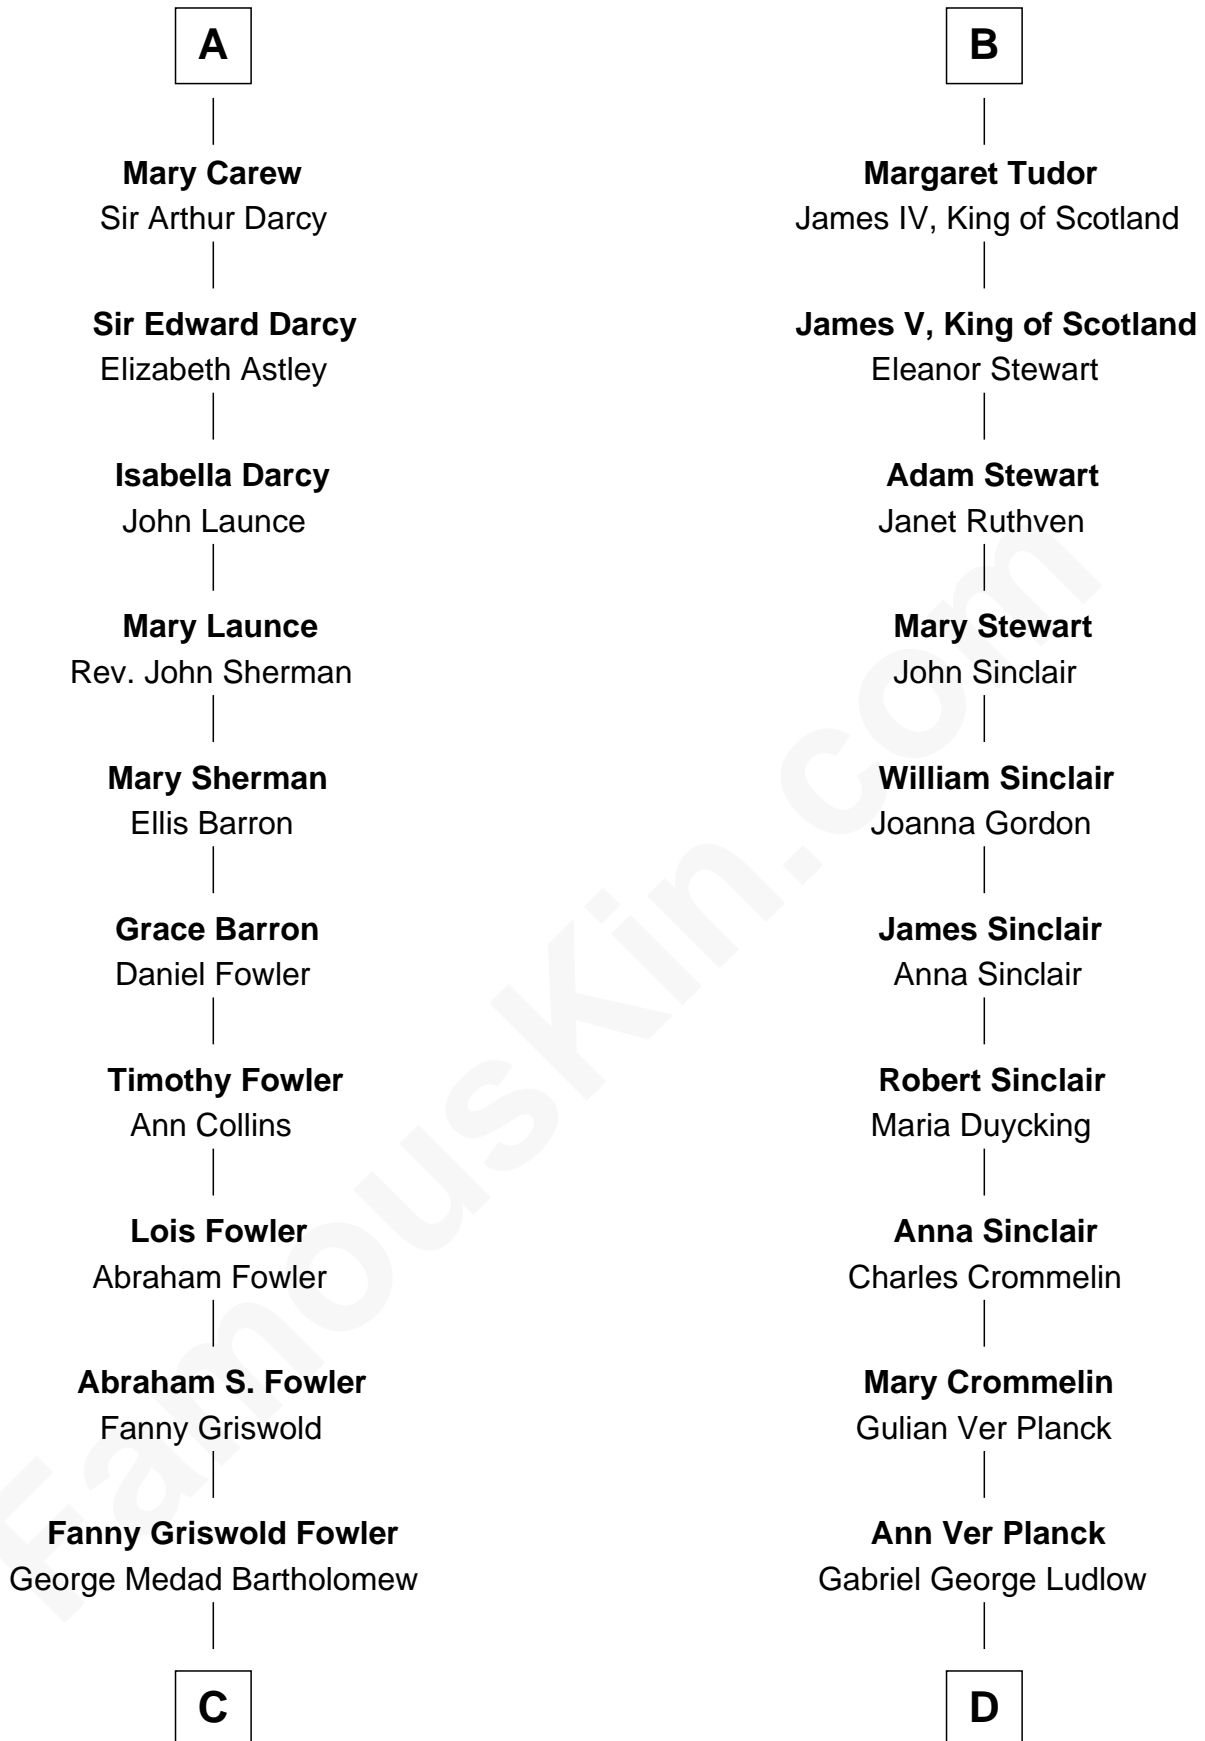 A
Mary Carew
Sir Arthur Darcy
Sir Edward Darcy
Elizabeth Astley
Isabella Darcy
John Launce
Mary Launce
Rev. John Sherman
Mary Sherman
Ellis Barron
Grace Barron
Daniel Fowler
Timothy Fowler
Ann Collins
Lois Fowler
Abraham Fowler
Abraham S. Fowler
Fanny Griswold
Fanny Griswold Fowler
George Medad Bartholomew
C
B
Margaret Tudor
James IV, King of Scotland
James V, King of Scotland
Eleanor Stewart
Adam Stewart
Janet Ruthven
Mary Stewart
John Sinclair
William Sinclair
Joanna Gordon
James Sinclair
Anna Sinclair
Robert Sinclair
Maria Duycking
Anna Sinclair
Charles Crommelin
Mary Crommelin
Gulian Ver Planck
Ann Ver Planck
Gabriel George Ludlow
D
FamousKin.com